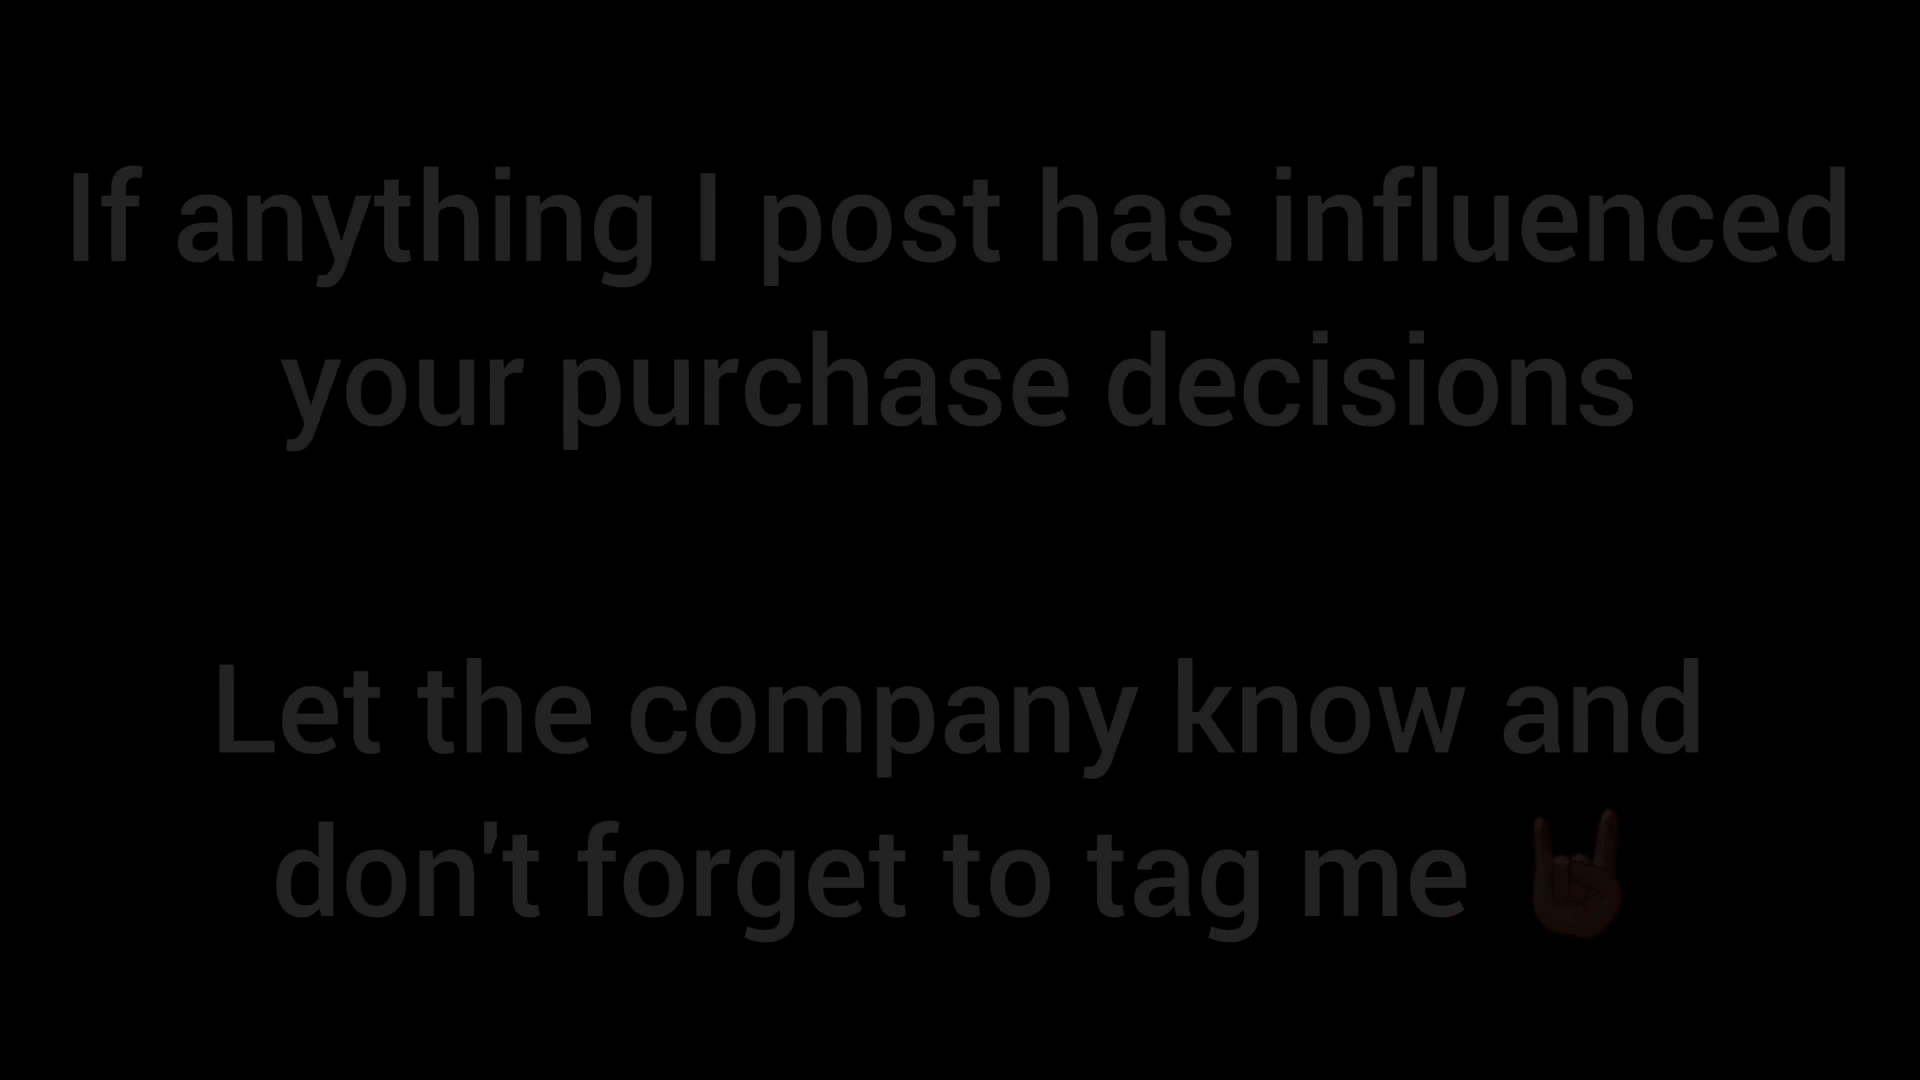 If anything I post has influenced
your purchase decisions
Let the company know and
don't forget to tag me 🤘